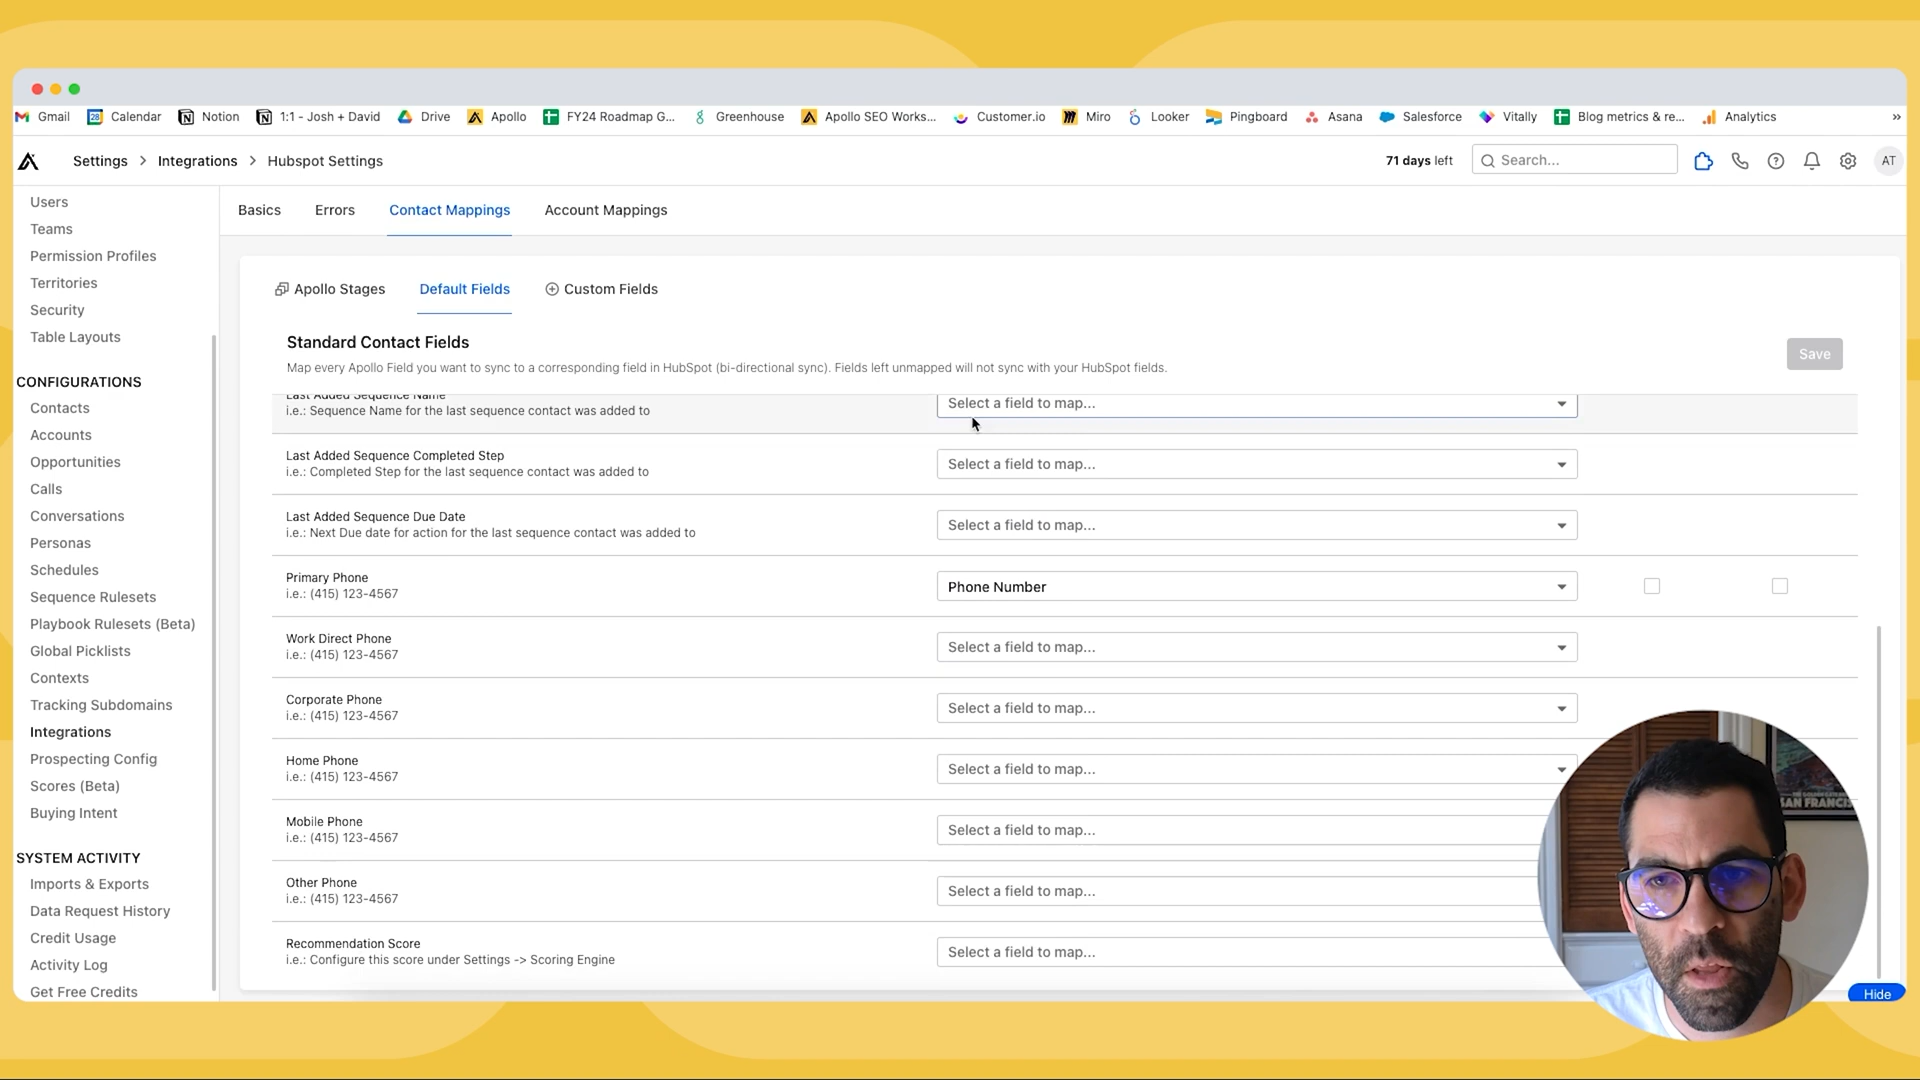 Gmail
Calendar
Notion
1:1 - Josh + David
Drive
Apollo
FY24 Roadmap G...
Greenhouse
Apollo SEO Works...
Customer.io
Miro
Looker
Pingboard
Asana
Salesforce
Vitally
Blog metrics & re...
Analytics
»
Settings > Integrations > Hubspot Settings
71 days left
Search...
AT
Users
Teams
Permission Profiles
Territories
Security
Table Layouts
CONFIGURATIONS
Contacts
Accounts
Opportunities
Calls
Conversations
Personas
Schedules
Sequence Rulesets
Playbook Rulesets (Beta)
Global Picklists
Contexts
Tracking Subdomains
Integrations
Prospecting Config
Scores (Beta)
Buying Intent
SYSTEM ACTIVITY
Imports & Exports
Data Request History
Credit Usage
Activity Log
Get Free Credits
Basics
Errors
Contact Mappings
Account Mappings
Apollo Stages
Default Fields
Custom Fields
Standard Contact Fields
Map every Apollo Field you want to sync to a corresponding field in HubSpot (bi-directional sync). Fields left unmapped will not sync with your HubSpot fields.
Save
Last Added Sequence Name
i.e.: Sequence Name for the last sequence contact was added to
Select a field to map...
Last Added Sequence Completed Step
i.e.: Completed Step for the last sequence contact was added to
Select a field to map...
Last Added Sequence Due Date
i.e.: Next Due date for action for the last sequence contact was added to
Select a field to map...
Primary Phone
i.e.: (415) 123-4567
Phone Number
Work Direct Phone
i.e.: (415) 123-4567
Select a field to map...
Corporate Phone
i.e.: (415) 123-4567
Select a field to map...
Home Phone
i.e.: (415) 123-4567
Select a field to map...
Mobile Phone
i.e.: (415) 123-4567
Select a field to map...
Other Phone
i.e.: (415) 123-4567
Select a field to map...
Recommendation Score
i.e.: Configure this score under Settings -> Scoring Engine
Select a field to map...
SAN FRANCIS
Hide